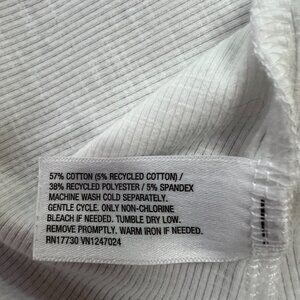 57% COTTON (5% RECYCLED COTTON) /
38% RECYCLED POLYESTER / 5% SPANDEX
MACHINE WASH COLD SEPARATELY.
GENTLE CYCLE. ONLY NON-CHLORINE
BLEACH IF NEEDED. TUMBLE DRY LOW.
REMOVE PROMPTLY. WARM IRON IF NEEDED.
RN17730 VN1247024